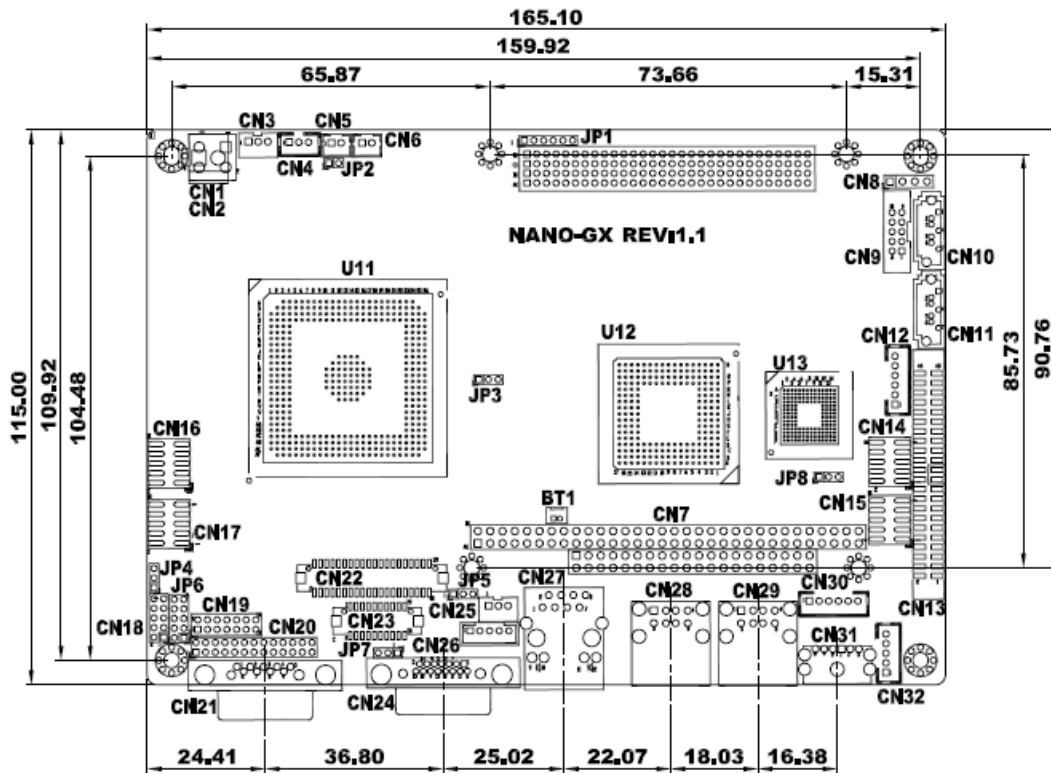 165.10
159.92
65.87 73.66 15.31
CN3 CN5
CN4 JP2 CN6 JP1
CN1
CN2
CN8
NANO-GX REV:1.1
CN9 CN10
U11
U12 CN12 CN11
U13
JP3
115.00 109.92 104.48
85.73 90.76
CN16 CN14
JP8
CN17 BT1 CN7 CN15
JP4
JP6 CN22 JP5 CN27 CN28 CN29 CN30
CN13
CN18 CN19 CN23 CN25
CN20 CN26 CN31
JP7
CN21 CN24 CN32
24.41 36.80 25.02 22.07 18.03 16.38